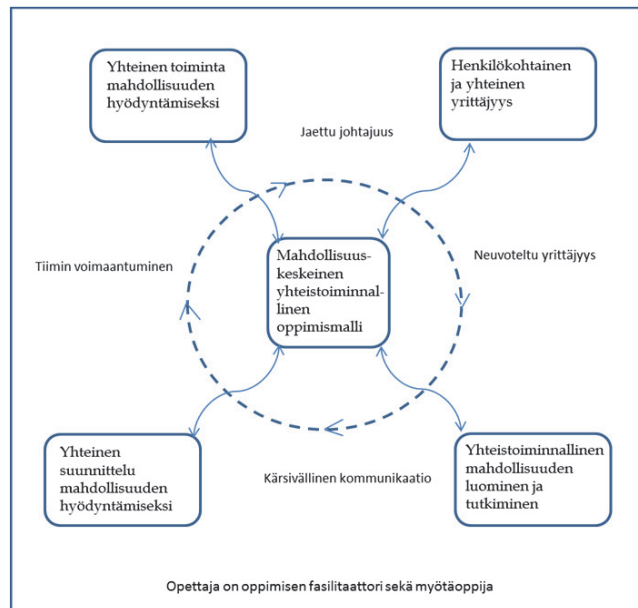 Yhteinen toiminta
mahdollisuuden
hyödyntämiseksi
Henkilökohtainen
ja yhteinen
yrittäjyys
Jaettu johtajuus
Tiimin voimaantuminen
Mahdollisuus-
keskeinen
yhteistoiminnal-
linen
oppimismalli
Neuvoteltu yrittäjyys
Yhteinen
suunnittelu
mahdollisuuden
hyödyntämiseksi
Kärsivällinen kommunikaatio
Yhteistoiminnallinen
mahdollisuuden
luominen ja
tutkiminen
Opettaja on oppimisen fasilitaattori sekä myötäoppija